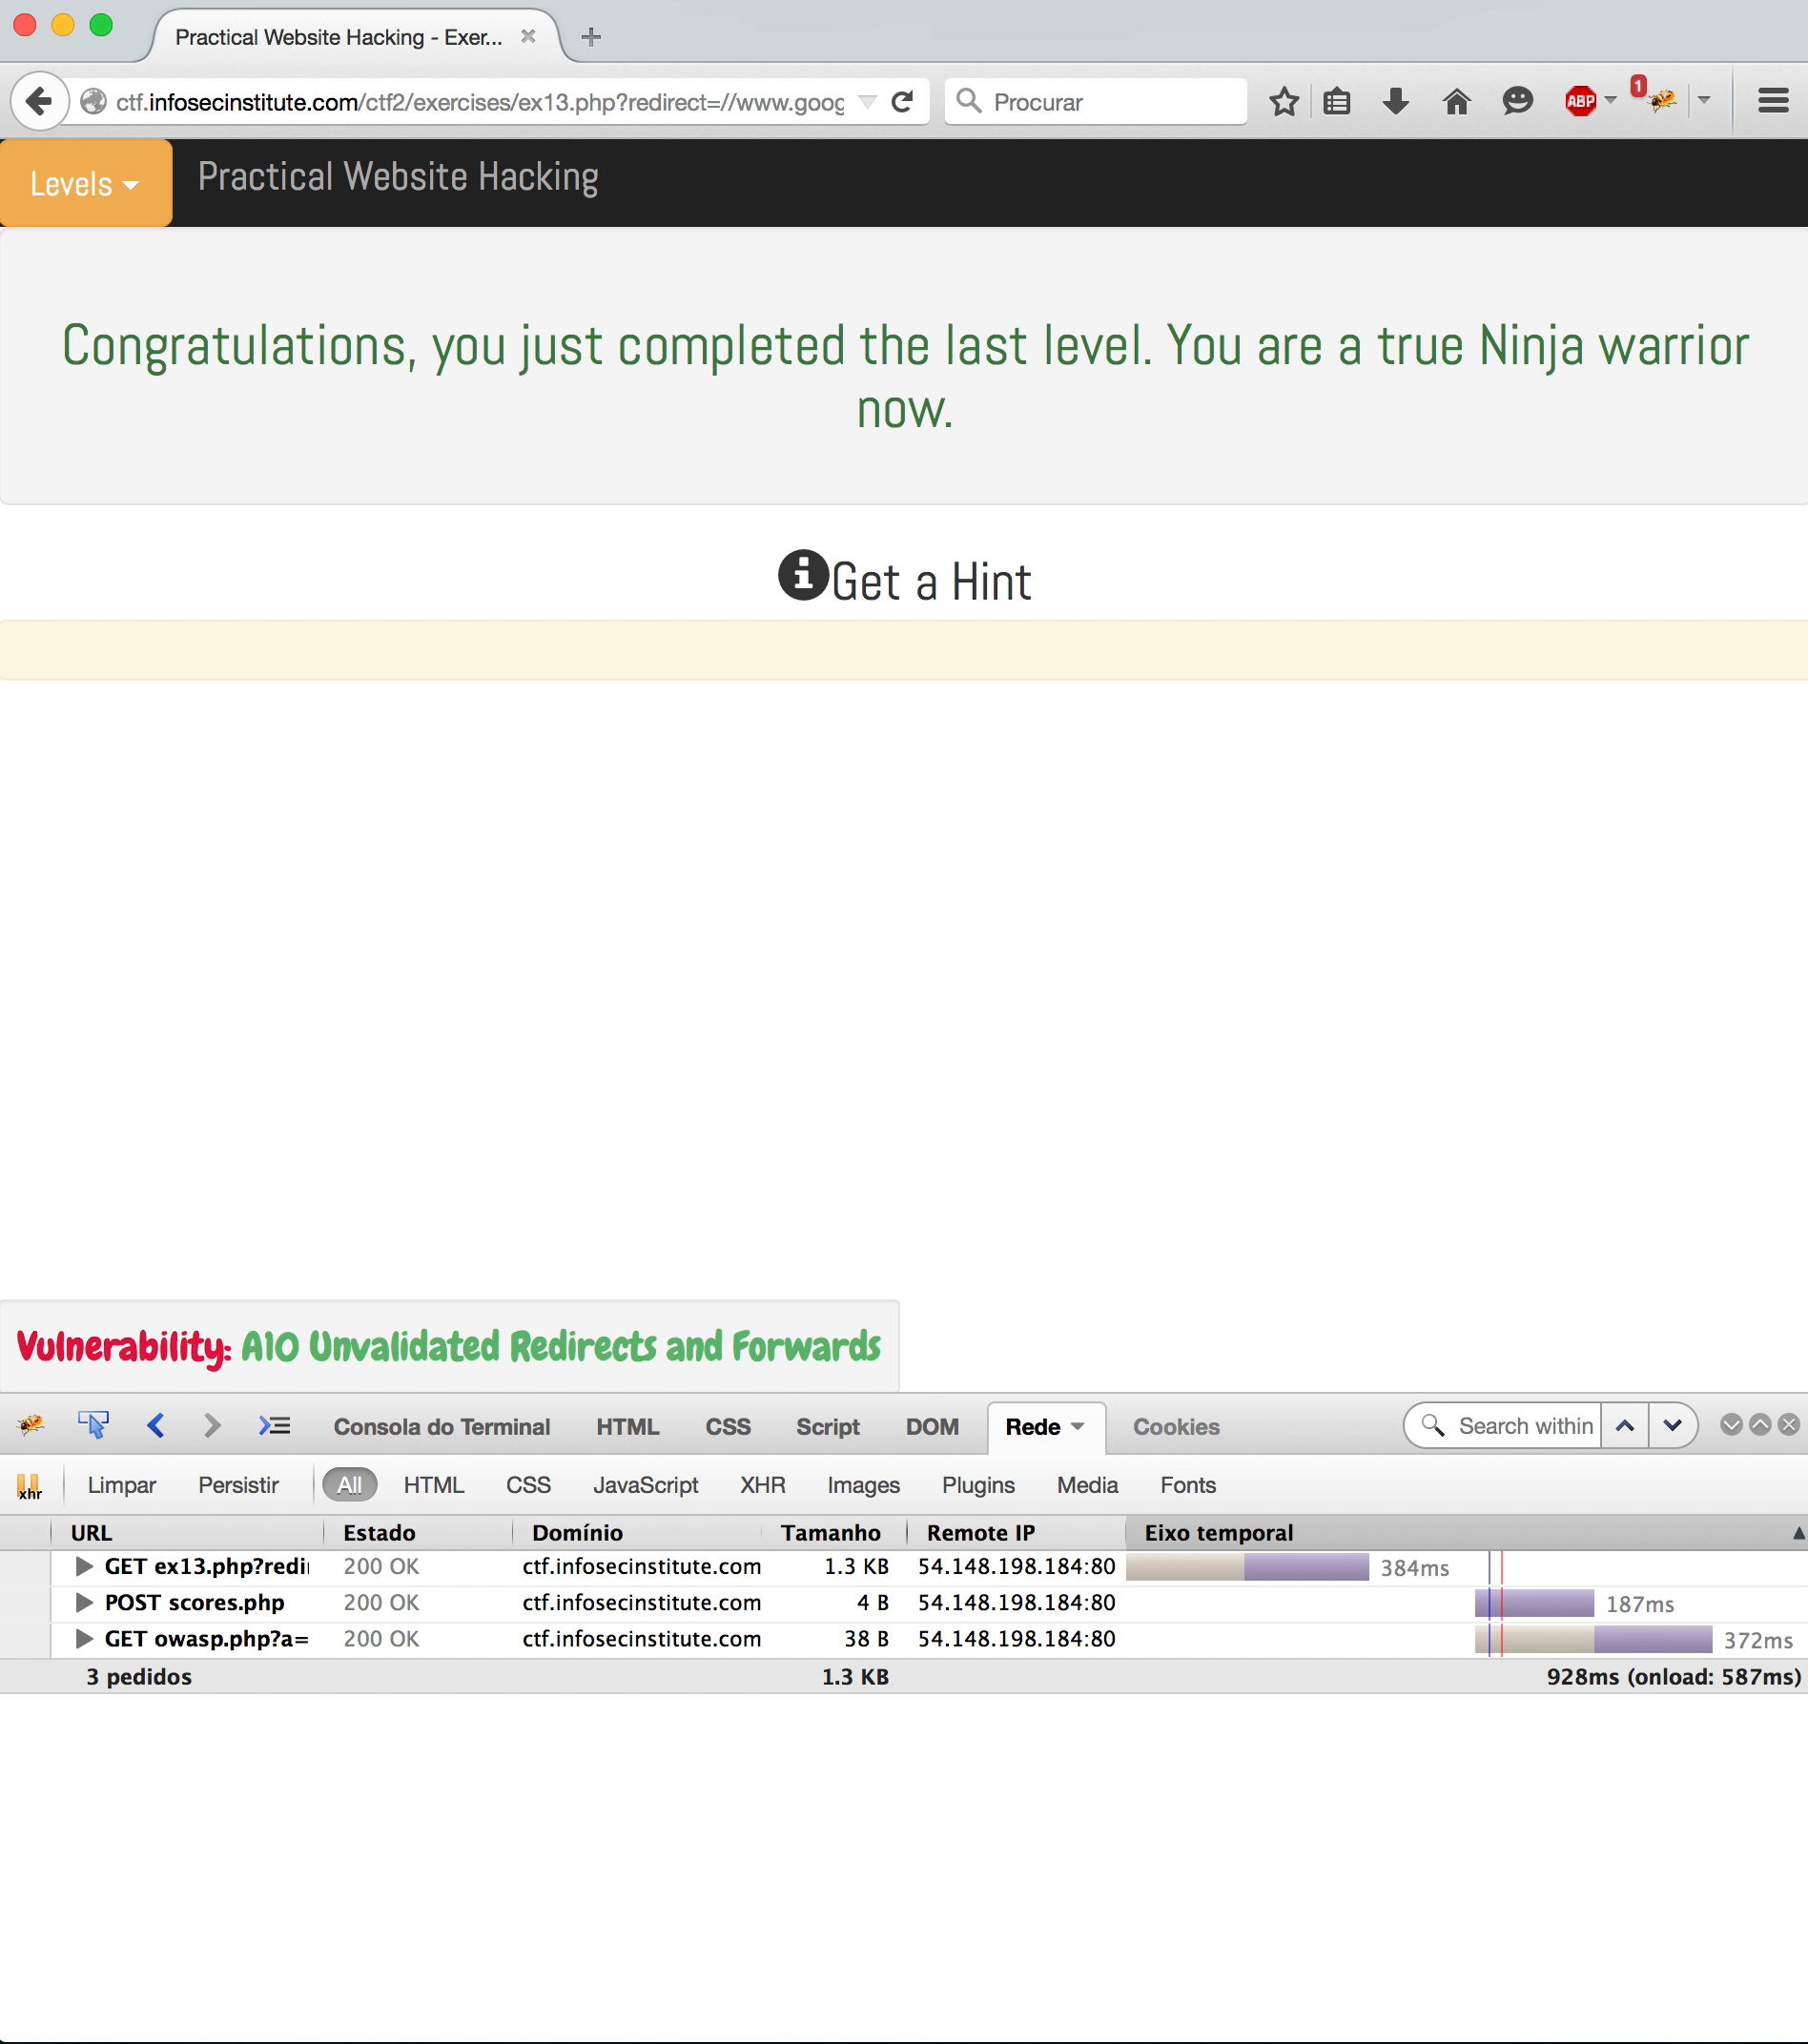 Practical Website Hacking - Exer...
ctf.infosecinstitute.com/ctf2/exercises/ex13.php?redirect=//www.goog
Procurar
ABP
1
Levels
Practical Website Hacking
Congratulations, you just completed the last level. You are a true Ninja warrior
now.
Get a Hint
Vulnerability: A10 Unvalidated Redirects and Forwards
Consola do Terminal HTML CSS Script DOM Rede Cookies Search within
xhr Limpar Persistir All HTML CSS JavaScript XHR Images Plugins Media Fonts
URL Estado Domínio Tamanho Remote IP Eixo temporal
GET ex13.php?redi 200 OK ctf.infosecinstitute.com 1.3 KB 54.148.198.184:80 384ms
POST scores.php 200 OK ctf.infosecinstitute.com 4 B 54.148.198.184:80 187ms
GET owasp.php?a= 200 OK ctf.infosecinstitute.com 38 B 54.148.198.184:80 372ms
3 pedidos 1.3 KB 928ms (onload: 587ms)